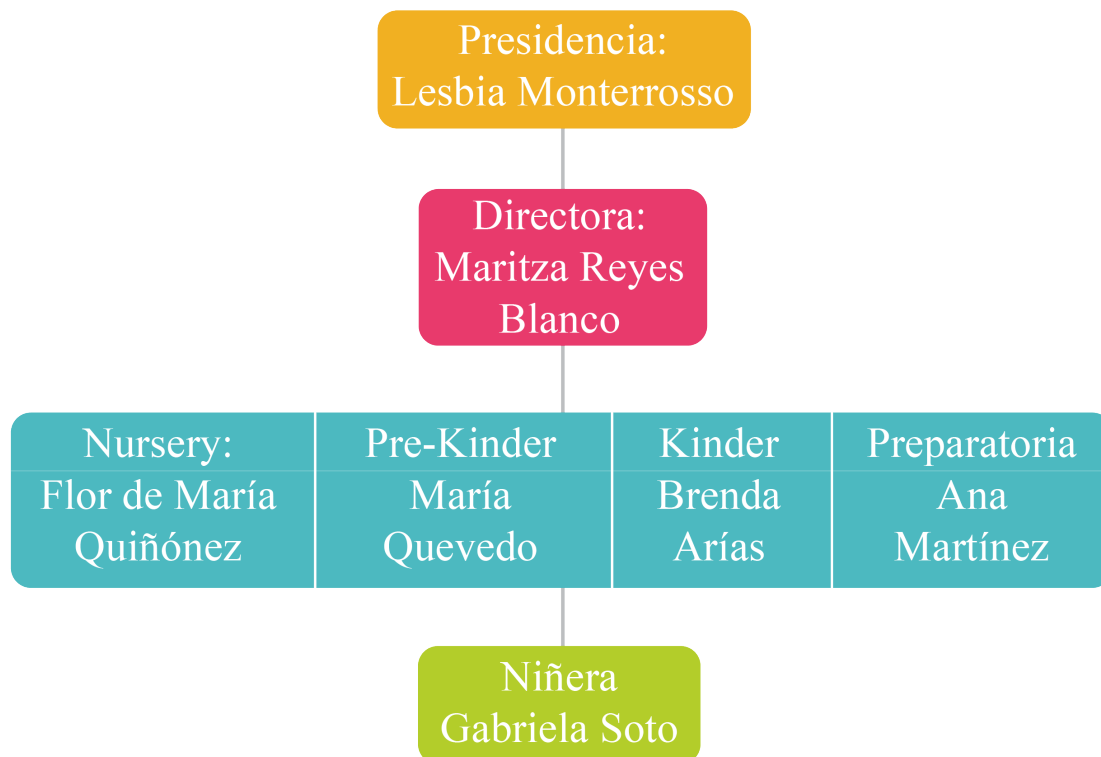 Presidencia:
Lesbia Monterrosso
Directora:
Maritza Reyes
Blanco
Nursery:
Flor de María
Quiñónez
Pre-Kinder
María
Quevedo
Kinder
Brenda
Arías
Preparatoria
Ana
Martínez
Niñera
Gabriela Soto